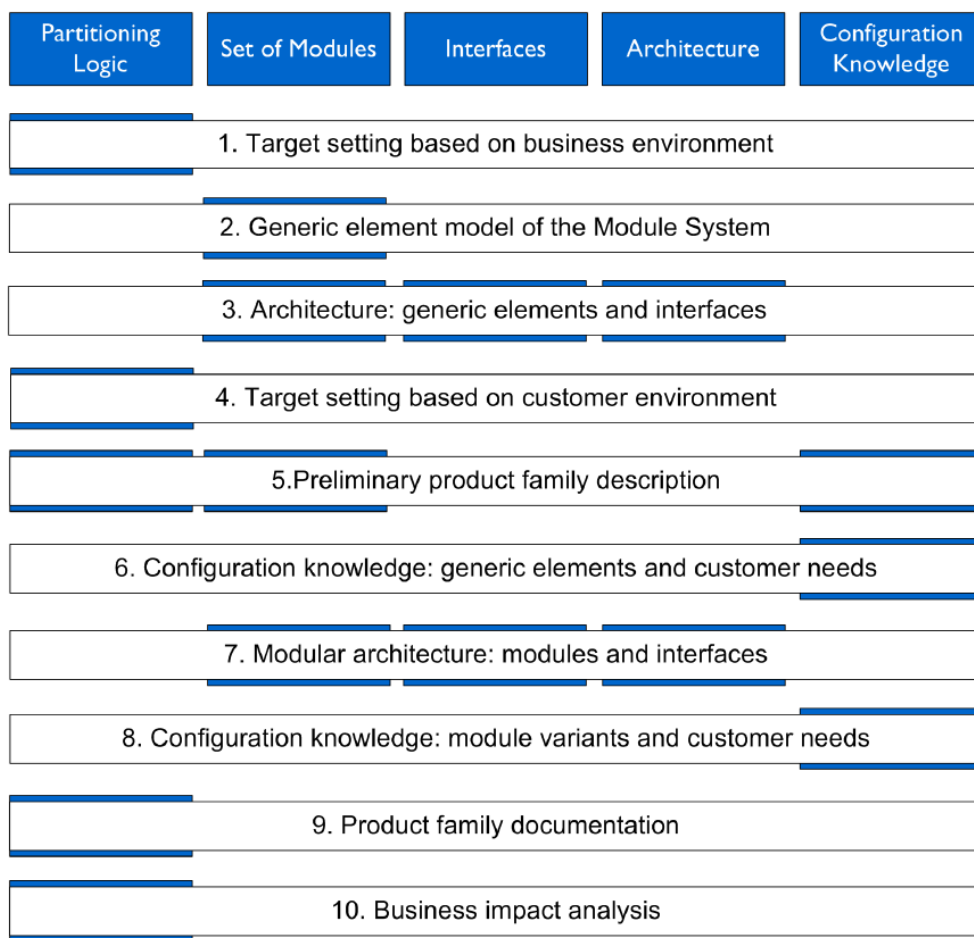 Partitioning
Logic
Set of Modules
Interfaces
Architecture
Configuration
Knowledge
1. Target setting based on business environment
2. Generic element model of the Module System
3. Architecture: generic elements and interfaces
4. Target setting based on customer environment
5.Preliminary product family description
6. Configuration knowledge: generic elements and customer needs
7. Modular architecture: modules and interfaces
8. Configuration knowledge: module variants and customer needs
9. Product family documentation
10. Business impact analysis